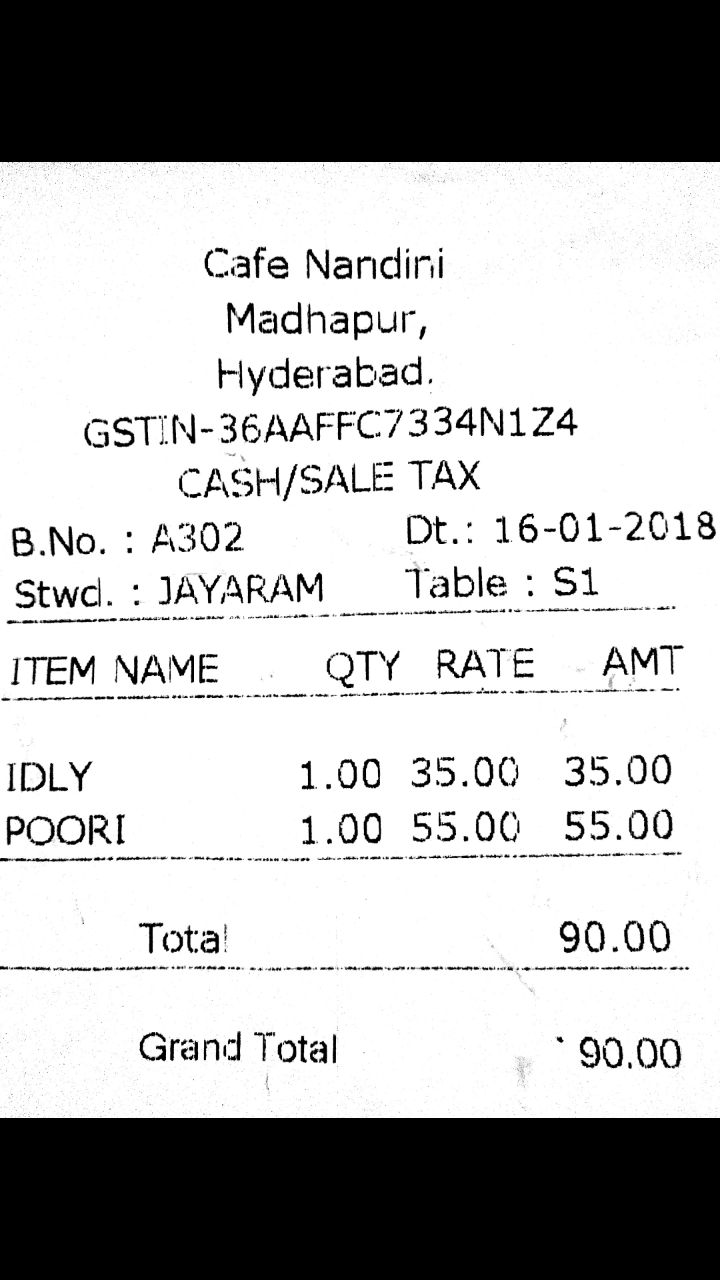 Cafe Nandini
Madhapur,
Hyderabad.
GSTIN-36AAFFC7334N1Z4
CASH/SALE TAX
B.No. : A302 Dt.: 16-01-2018
Stwd. : JAYARAM Table : S1
ITEM NAME QTY RATE AMT
IDLY 1.00 35.00 35.00
POORI 1.00 55.00 55.00
Total 90.00
Grand Total 90.00